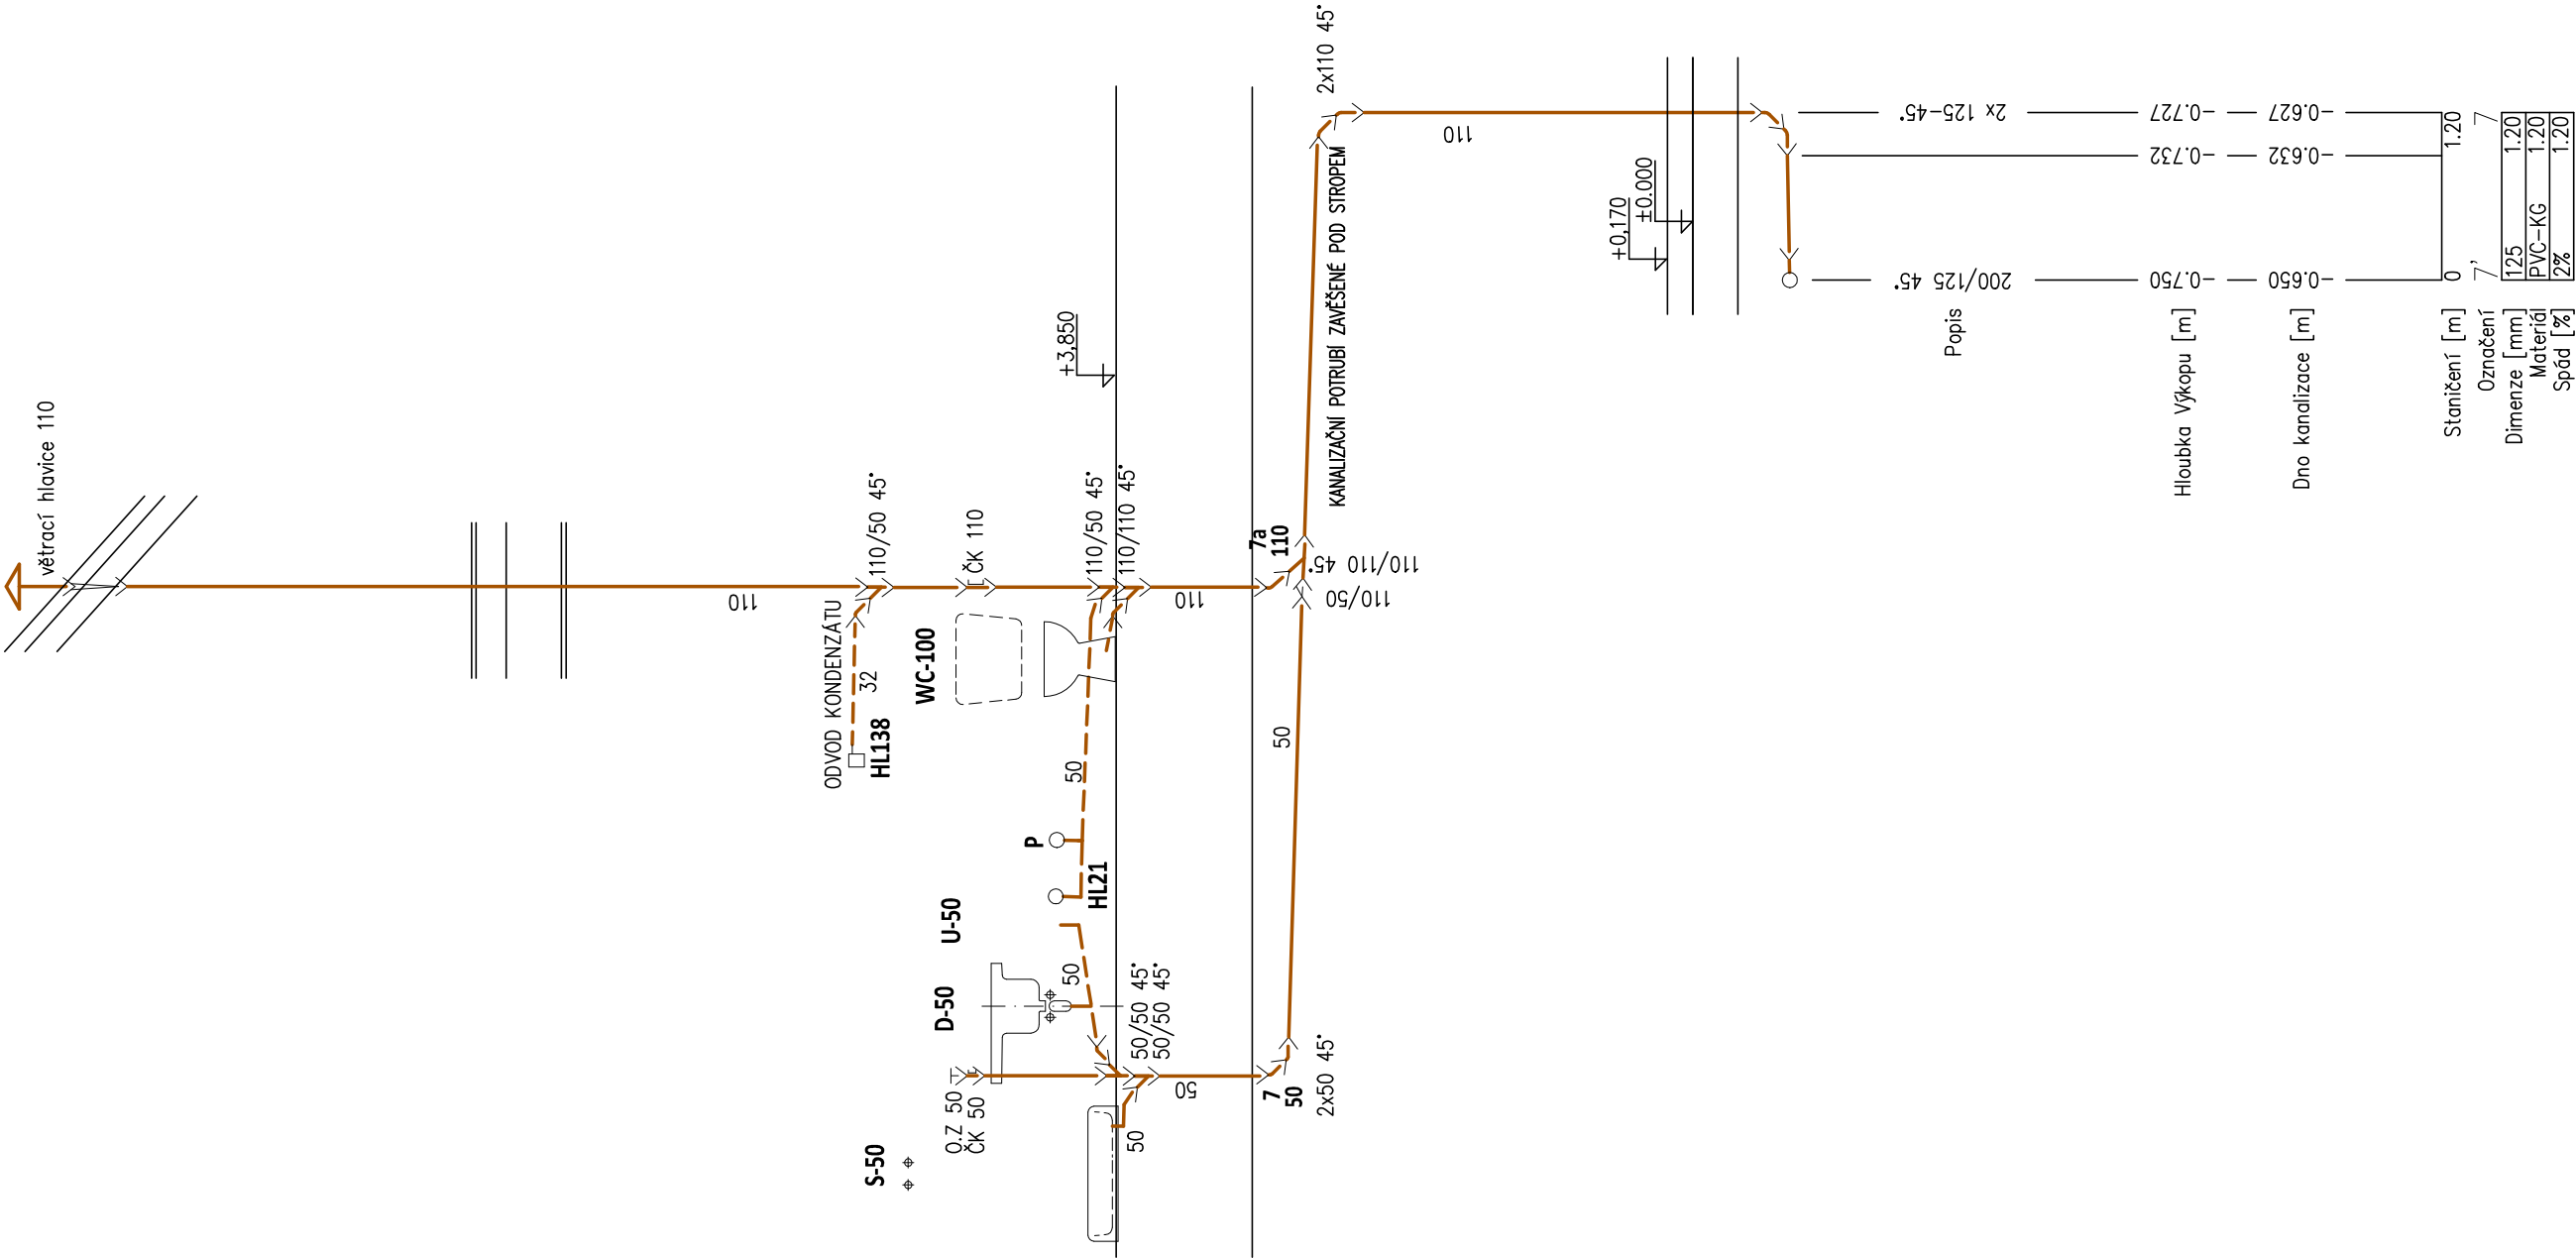 větrací hlavice 110
110
ODVOD KONDENZÁTU
32
HL138
110/50 45°
WC-100
ČK 110
S-50
O.Z 50
ČK 50
D-50
U-50
P
HL21
50
50
50
50/50 45°
50/50 45°
50
110/50 45°
110/110 45°
110
+3,850
7
50
2x50 45°
50
7a
110
110/50
110/110 45°
KANALIZAČNÍ POTRUBÍ ZAVĚŠENÉ POD STROPEM
2x110 45°
110
+0,170
±0.000
Popis
200/125 45°
2x 125-45°
Hloubka Výkopu [m]
-0.750
-0.732
-0.727
Dno kanalizace [m]
-0.650
-0.632
-0.627
Staničení [m]
0
1.20
Označení
7'
7
Dimenze [mm]
125
1.20
Materiál
PVC-KG
1.20
Spád [%]
2%
1.20